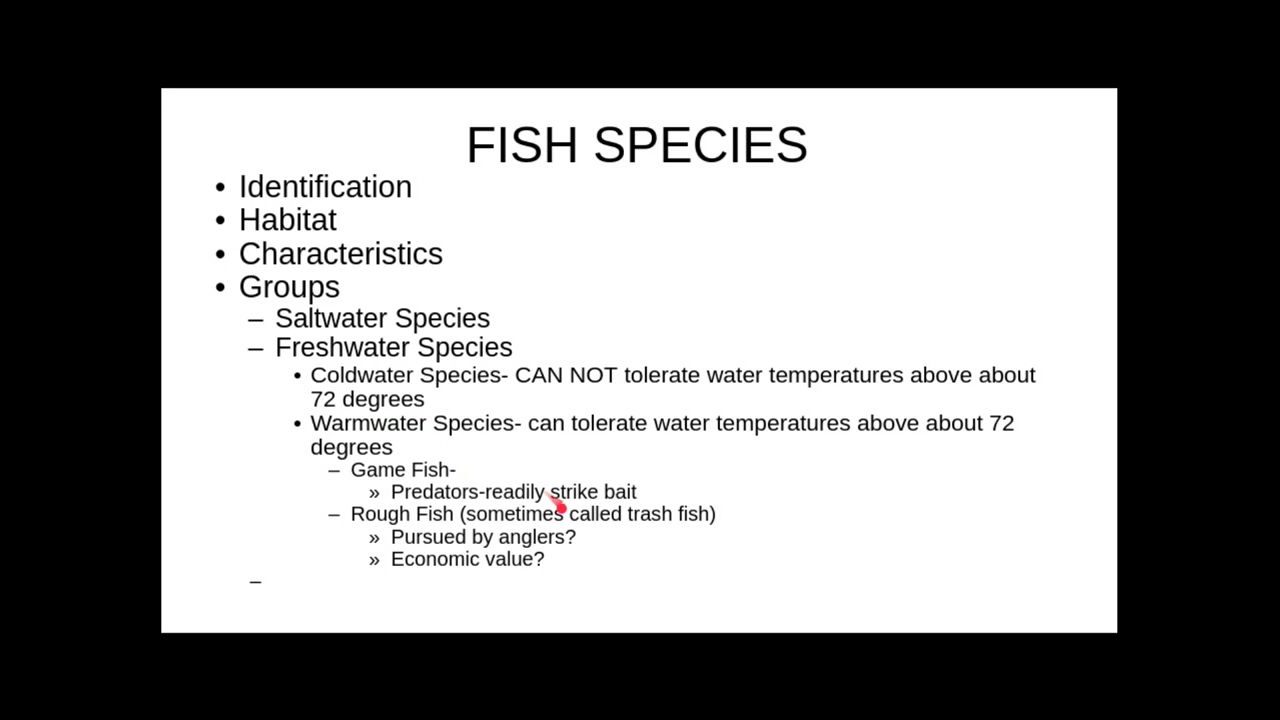 FISH SPECIES
• Identification
• Habitat
• Characteristics
• Groups
– Saltwater Species
– Freshwater Species
• Coldwater Species- CAN NOT tolerate water temperatures above about
72 degrees
• Warmwater Species- can tolerate water temperatures above about 72
degrees
– Game Fish-
» Predators-readily strike bait
– Rough Fish (sometimes called trash fish)
» Pursued by anglers?
» Economic value?
–